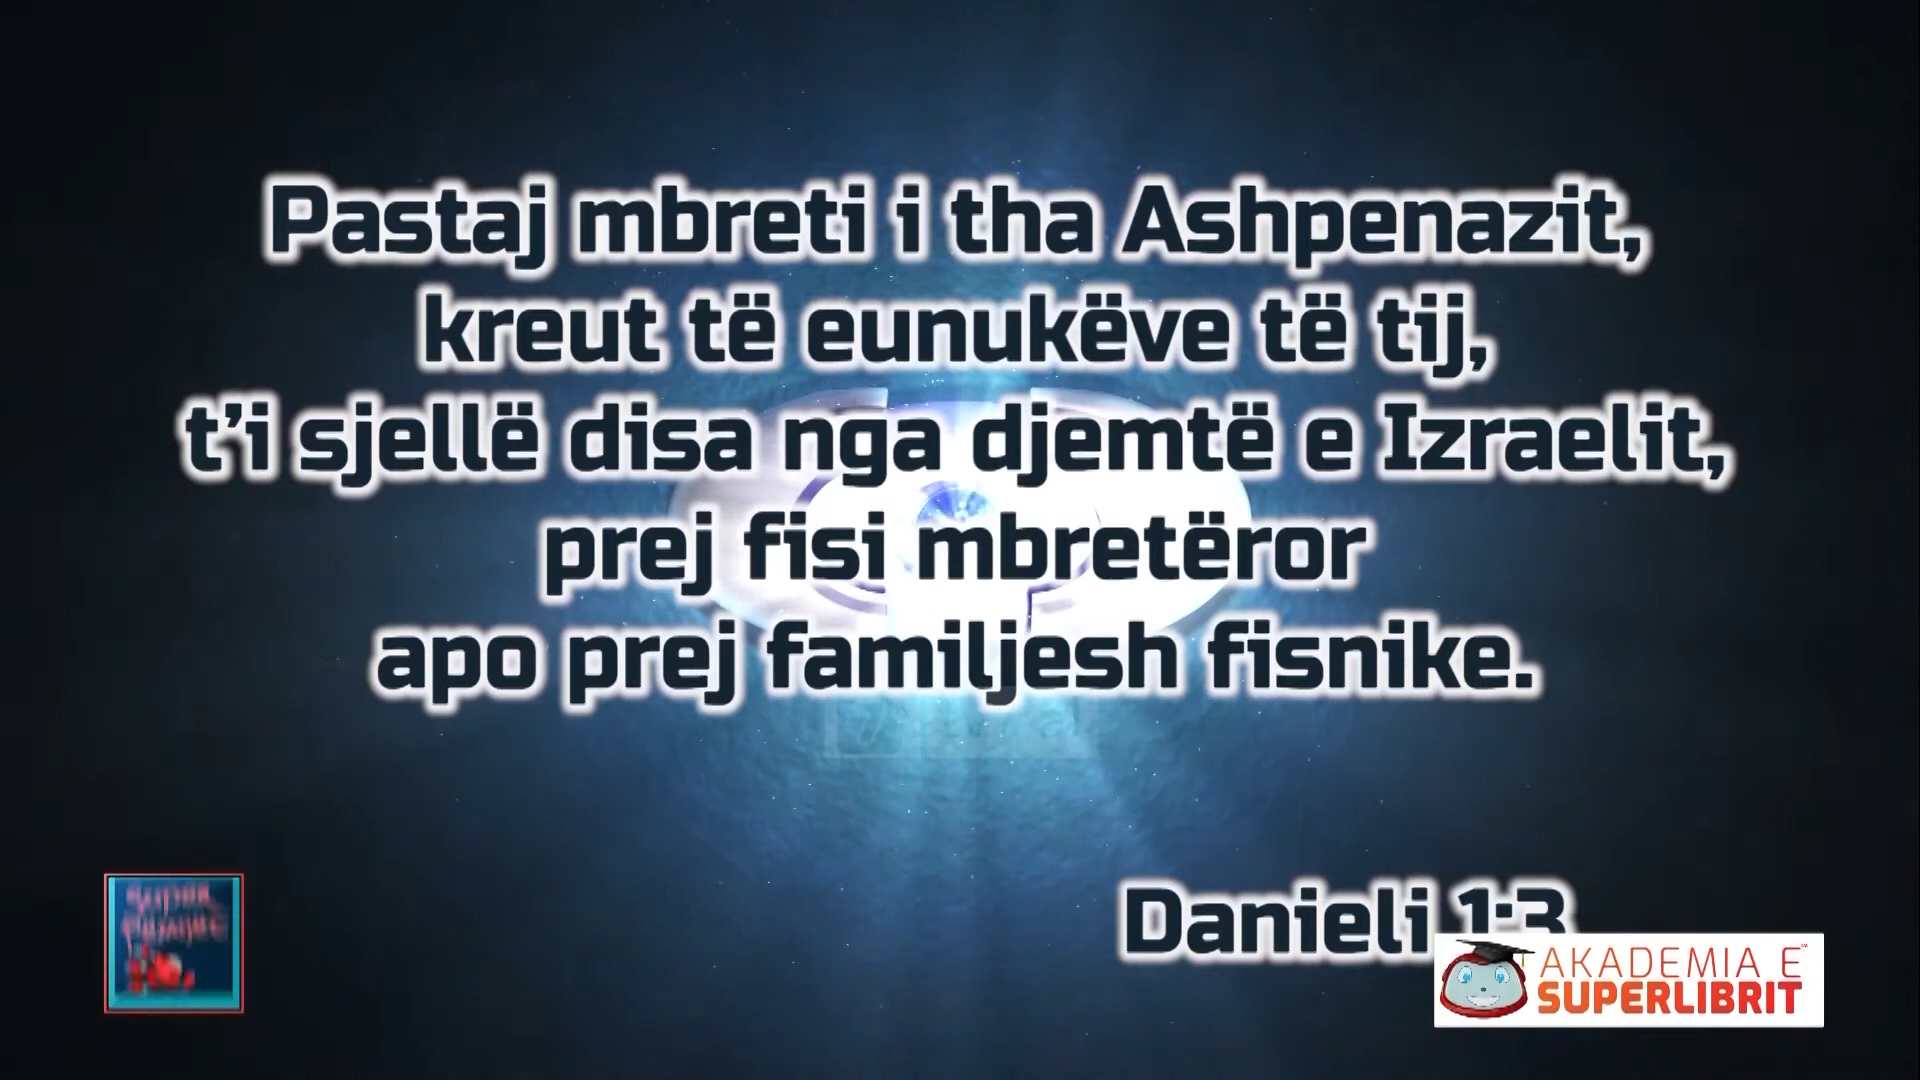 Pastaj mbreti i tha Ashpenazit,
kreut të eunukëve të tij,
t’i sjellë disa nga djemtë e Izraelit,
prej fisi mbretëror
apo prej familjesh fisnike.
Danieli 1:3
AKADEMIA E
SUPERLIBRIT